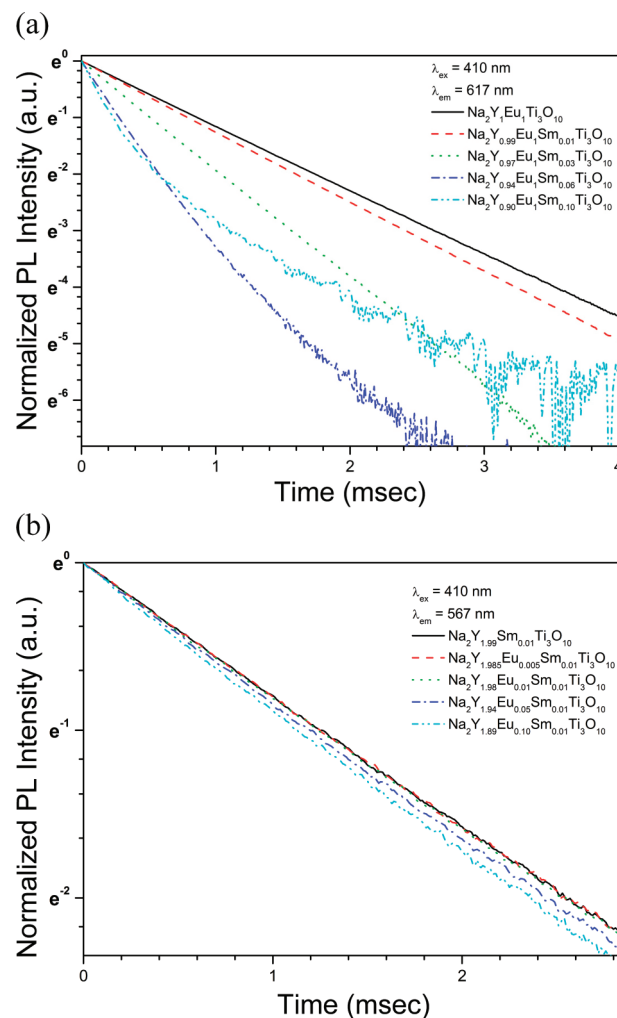 (a)
Normalized PL Intensity (a.u.)
e⁰
e⁻¹
e⁻²
e⁻³
e⁻⁴
e⁻⁵
e⁻⁶
λₑₓ = 410 nm
λₑₘ = 617 nm
Na₂Y₁Eu₁Ti₃O₁₀
Na₂Y₀.₉₉Eu₁Sm₀.₀₁Ti₃O₁₀
Na₂Y₀.₉₇Eu₁Sm₀.₀₃Ti₃O₁₀
Na₂Y₀.₉₄Eu₁Sm₀.₀₆Ti₃O₁₀
Na₂Y₀.₉₀Eu₁Sm₀.₁₀Ti₃O₁₀
0 1 2 3 4
Time (msec)
(b)
Normalized PL Intensity (a.u.)
e⁰
e⁻¹
e⁻²
λₑₓ = 410 nm
λₑₘ = 567 nm
Na₂Y₁.₉₉Sm₀.₀₁Ti₃O₁₀
Na₂Y₁.₉₈₅Eu₀.₀₀₅Sm₀.₀₁Ti₃O₁₀
Na₂Y₁.₉₈Eu₀.₀₁Sm₀.₀₁Ti₃O₁₀
Na₂Y₁.₉₄Eu₀.₀₅Sm₀.₀₁Ti₃O₁₀
Na₂Y₁.₈₉Eu₀.₁₀Sm₀.₀₁Ti₃O₁₀
0 1 2
Time (msec)